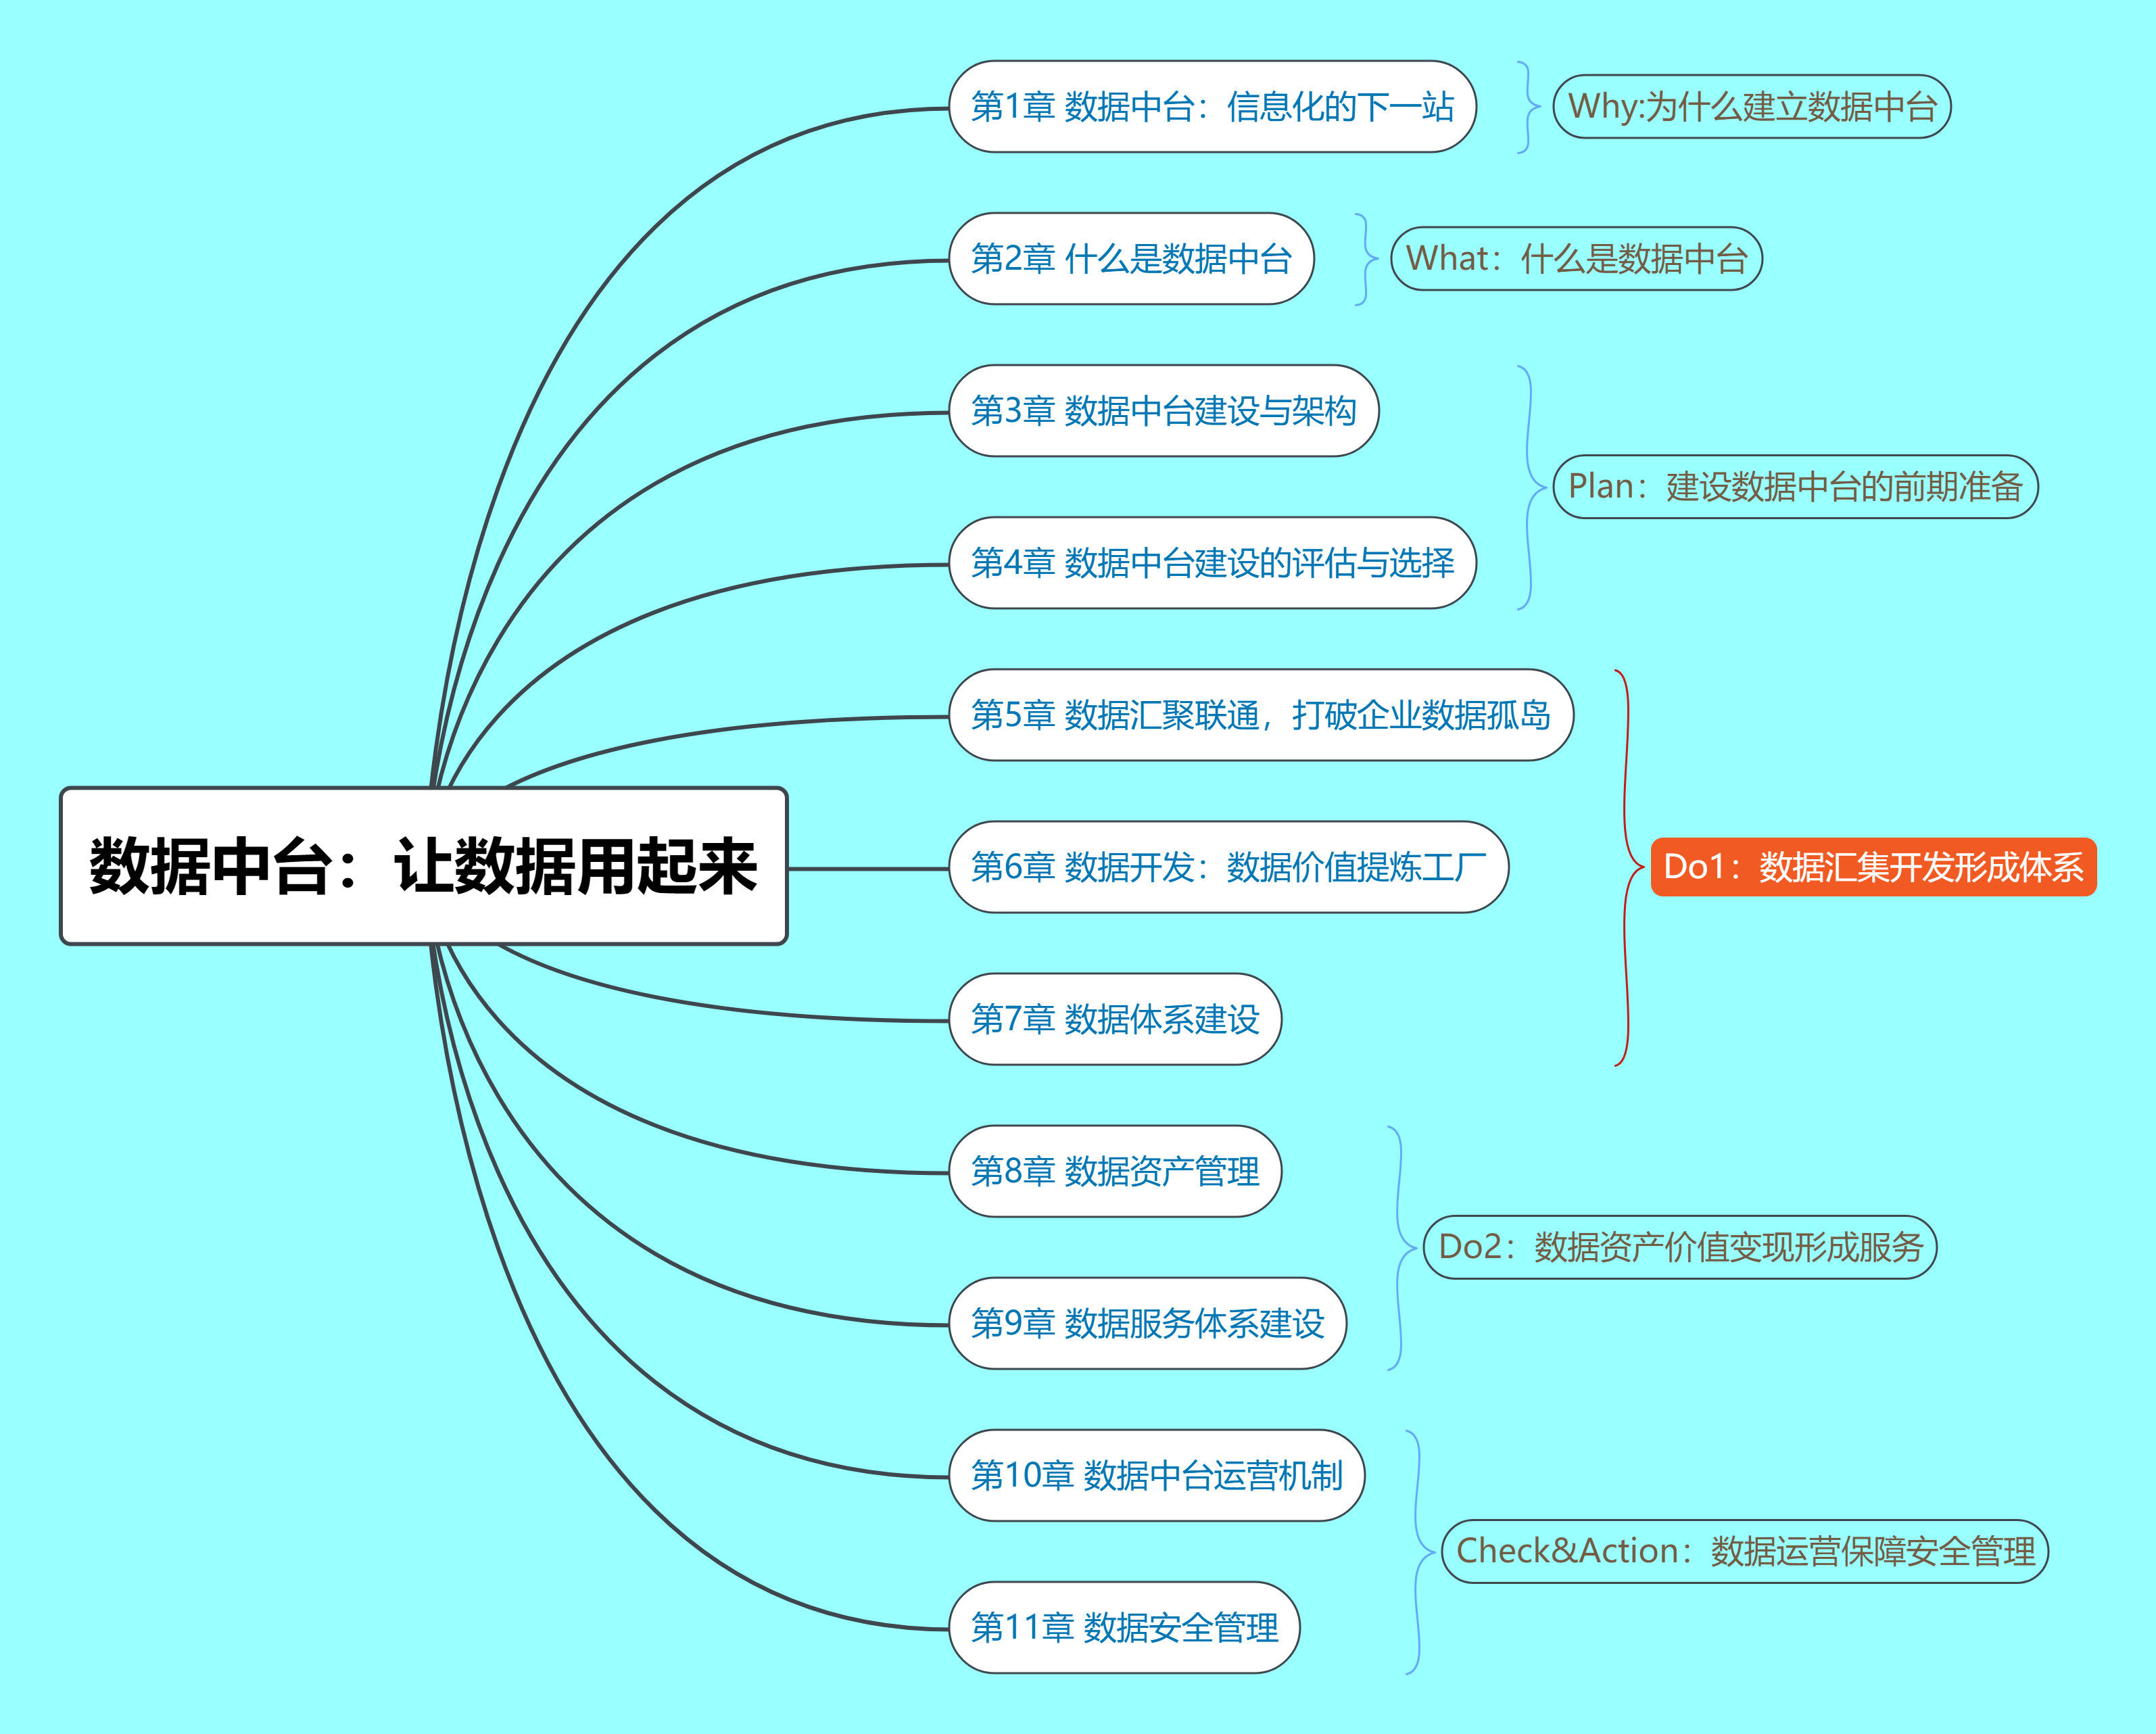 数据中台：让数据用起来
第1章 数据中台：信息化的下一站
Why:为什么建立数据中台
第2章 什么是数据中台
What：什么是数据中台
第3章 数据中台建设与架构
第4章 数据中台建设的评估与选择
Plan：建设数据中台的前期准备
第5章 数据汇聚联通，打破企业数据孤岛
第6章 数据开发：数据价值提炼工厂
第7章 数据体系建设
Do1：数据汇集开发形成体系
第8章 数据资产管理
第9章 数据服务体系建设
Do2：数据资产价值变现形成服务
第10章 数据中台运营机制
第11章 数据安全管理
Check&Action：数据运营保障安全管理